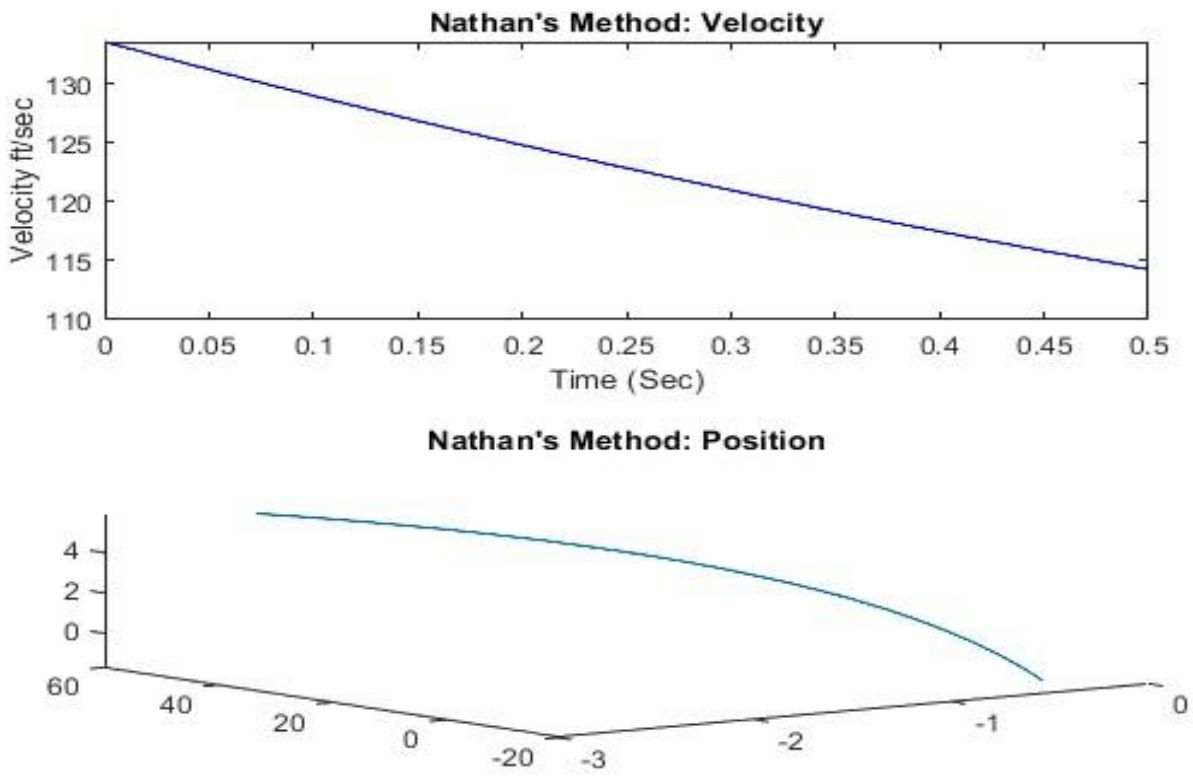 Nathan's Method: Velocity
Velocity ft/sec
130
125
120
115
110
0 0.05 0.1 0.15 0.2 0.25 0.3 0.35 0.4 0.45 0.5
Time (Sec)
Nathan's Method: Position
4
2
0
60 40 20 0 -20
-3 -2 -1 0